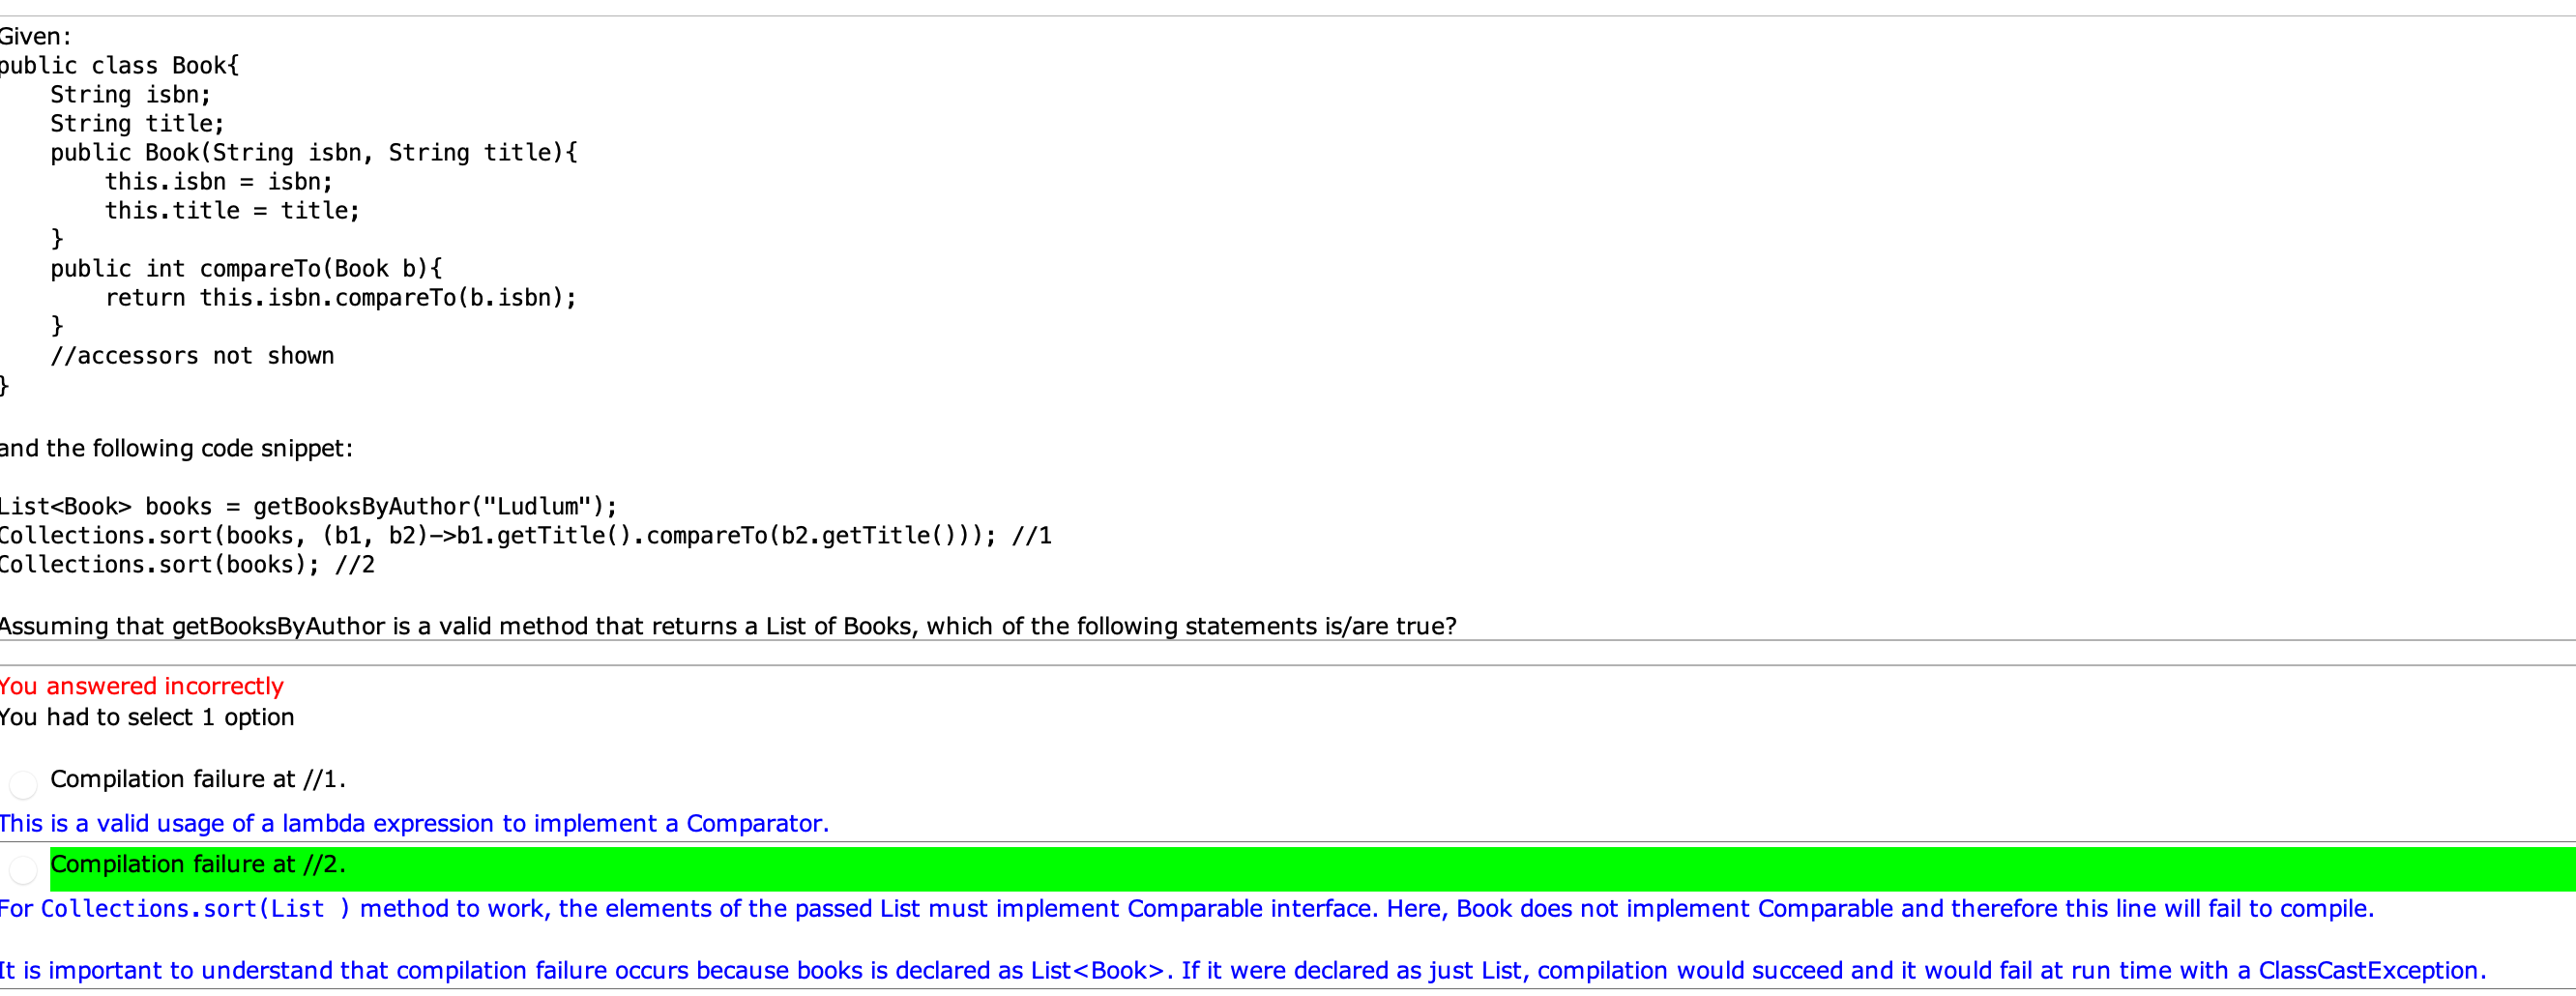 Given:
public class Book{
    String isbn;
    String title;
    public Book(String isbn, String title){
        this.isbn = isbn;
        this.title = title;
    }
    public int compareTo(Book b){
        return this.isbn.compareTo(b.isbn);
    }
    //accessors not shown
}
and the following code snippet:
List<Book> books = getBooksByAuthor("Ludlum");
Collections.sort(books, (b1, b2)->b1.getTitle().compareTo(b2.getTitle())); //1
Collections.sort(books); //2
Assuming that getBooksByAuthor is a valid method that returns a List of Books, which of the following statements is/are true?
You answered incorrectly
You had to select 1 option
Compilation failure at //1.
This is a valid usage of a lambda expression to implement a Comparator.
Compilation failure at //2.
For Collections.sort(List ) method to work, the elements of the passed List must implement Comparable interface. Here, Book does not implement Comparable and therefore this line will fail to compile.
It is important to understand that compilation failure occurs because books is declared as List<Book>. If it were declared as just List, compilation would succeed and it would fail at run time with a ClassCastException.